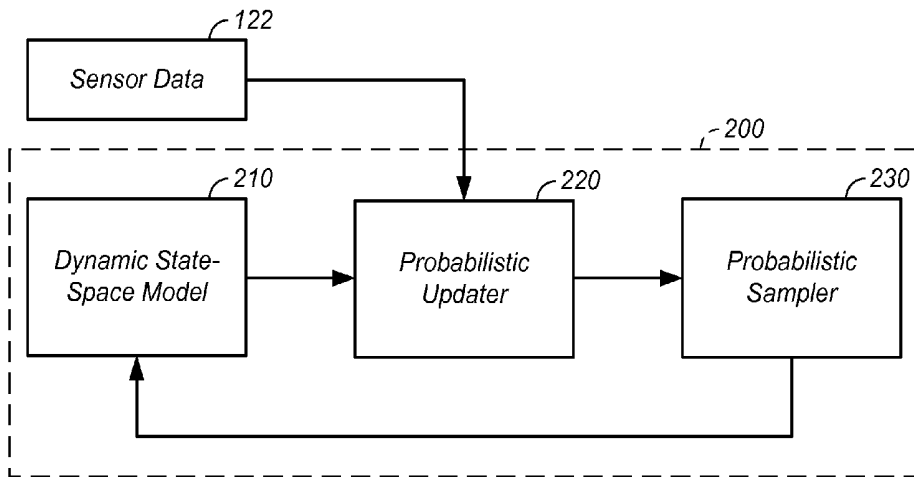 122
Sensor Data
200
210
220
230
Dynamic State-
Space Model
Probabilistic
Updater
Probabilistic
Sampler